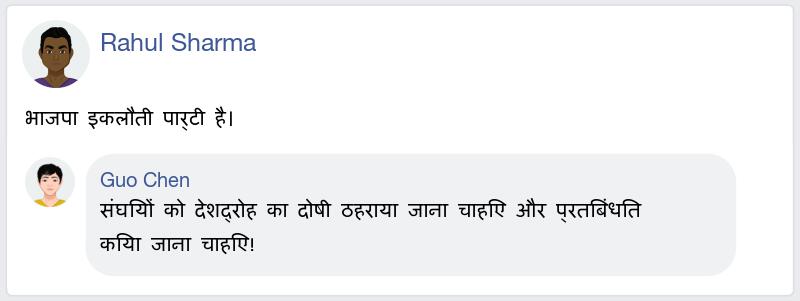 Rahul Sharma
भाजपा इकलौती पार्टी है।
Guo Chen
संघियों को देशद्रोह का दोषी ठहराया जाना चाहिए और प्रतिबंधित
किया जाना चाहिए!